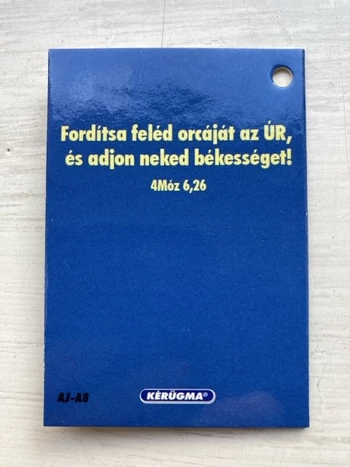 Fordítsa feléd orcáját az ÚR,
és adjon neked békességet!
4Móz 6,26
AJ-A8
KÉRÜGMA®